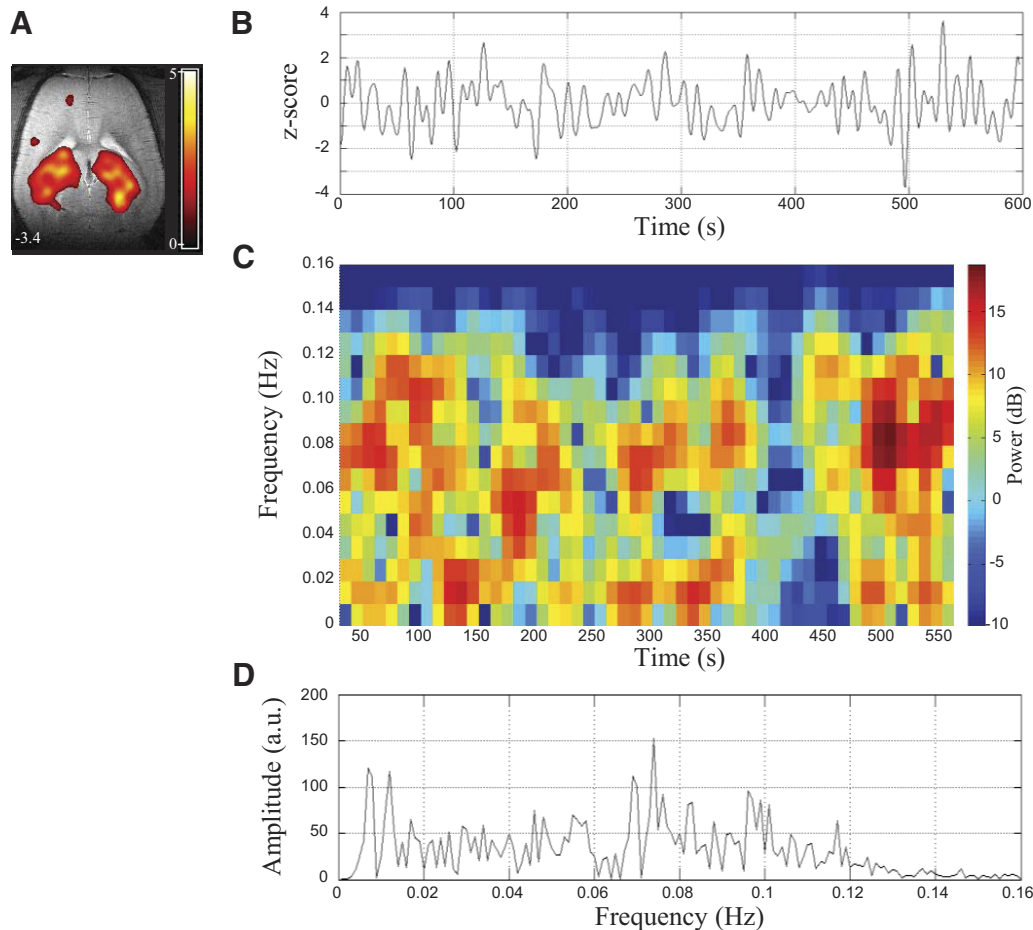 A
5
0
-3.4
B
z-score
4
2
0
-2
-4
0 100 200 300 400 500 600
Time (s)
C
Frequency (Hz)
0.16
0.14
0.12
0.10
0.08
0.06
0.04
0.02
0
50 100 150 200 250 300 350 400 450 500 550
Time (s)
15
10
5
0
-5
-10
Power (dB)
D
Amplitude (a.u.)
200
150
100
50
0
0 0.02 0.04 0.06 0.08 0.1 0.12 0.14 0.16
Frequency (Hz)